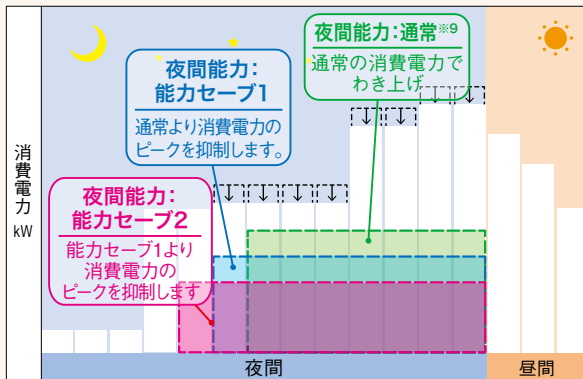 夜間能力：通常※9
通常の消費電力で
わき上げ
夜間能力：
能力セーブ1
通常より消費電力の
ピークを抑制します。
夜間能力：
能力セーブ2
能力セーブ1より
消費電力の
ピークを抑制します
消費電力
kW
夜間
昼間